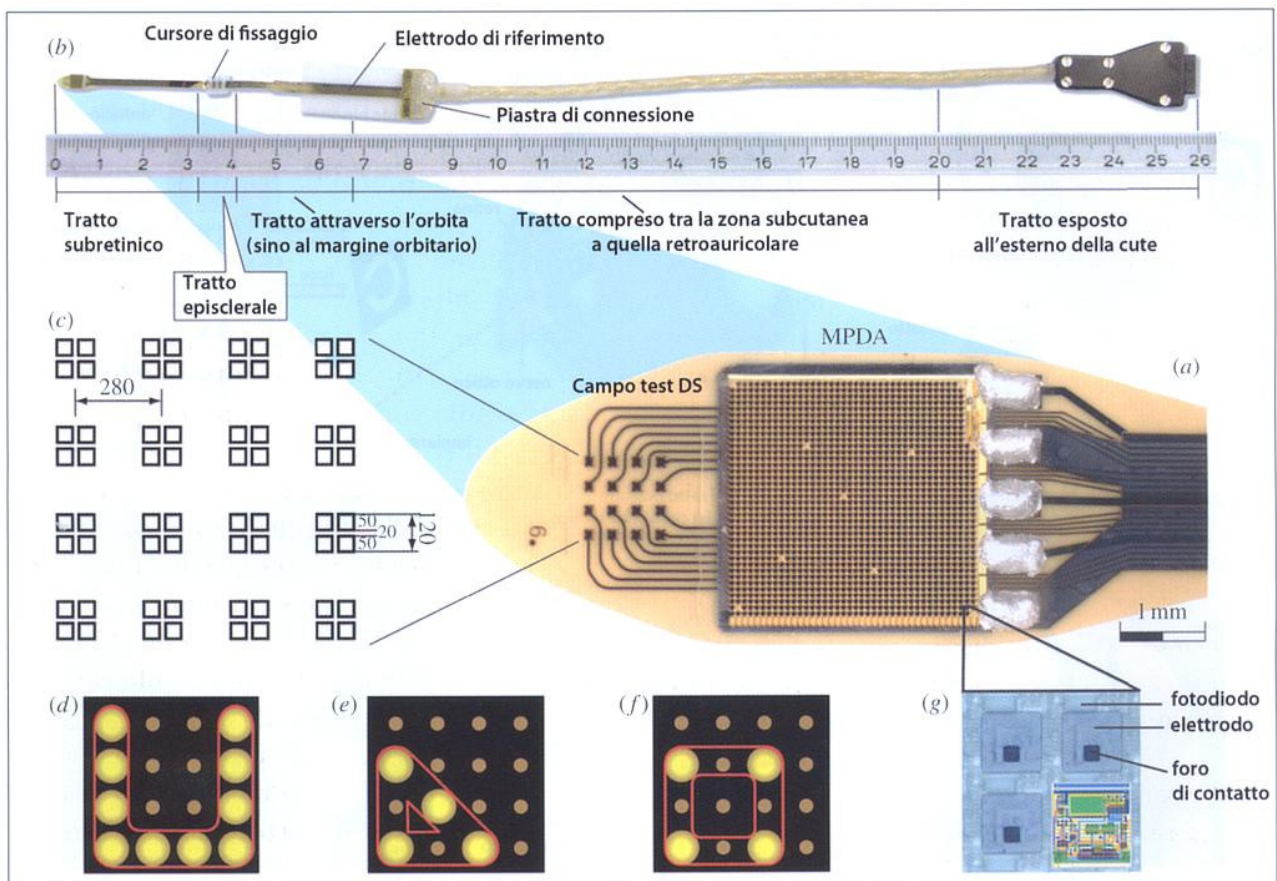 (b)
Cursore di fissaggio
Elettrodo di riferimento
Piastra di connessione
0 1 2 3 4 5 6 7 8 9 10 11 12 13 14 15 16 17 18 19 20 21 22 23 24 25 26
Tratto
subretinico
Tratto attraverso l'orbita
(sino al margine orbitario)
Tratto compreso tra la zona subcutanea
a quella retroauricolare
Tratto esposto
all'esterno della cute
Tratto
episclerale
(c)
280
50
20
50
120
Campo test DS
MPDA
(a)
6.
1 mm
(d)
(e)
(f)
(g)
fotodiodo
elettrodo
foro
di contatto